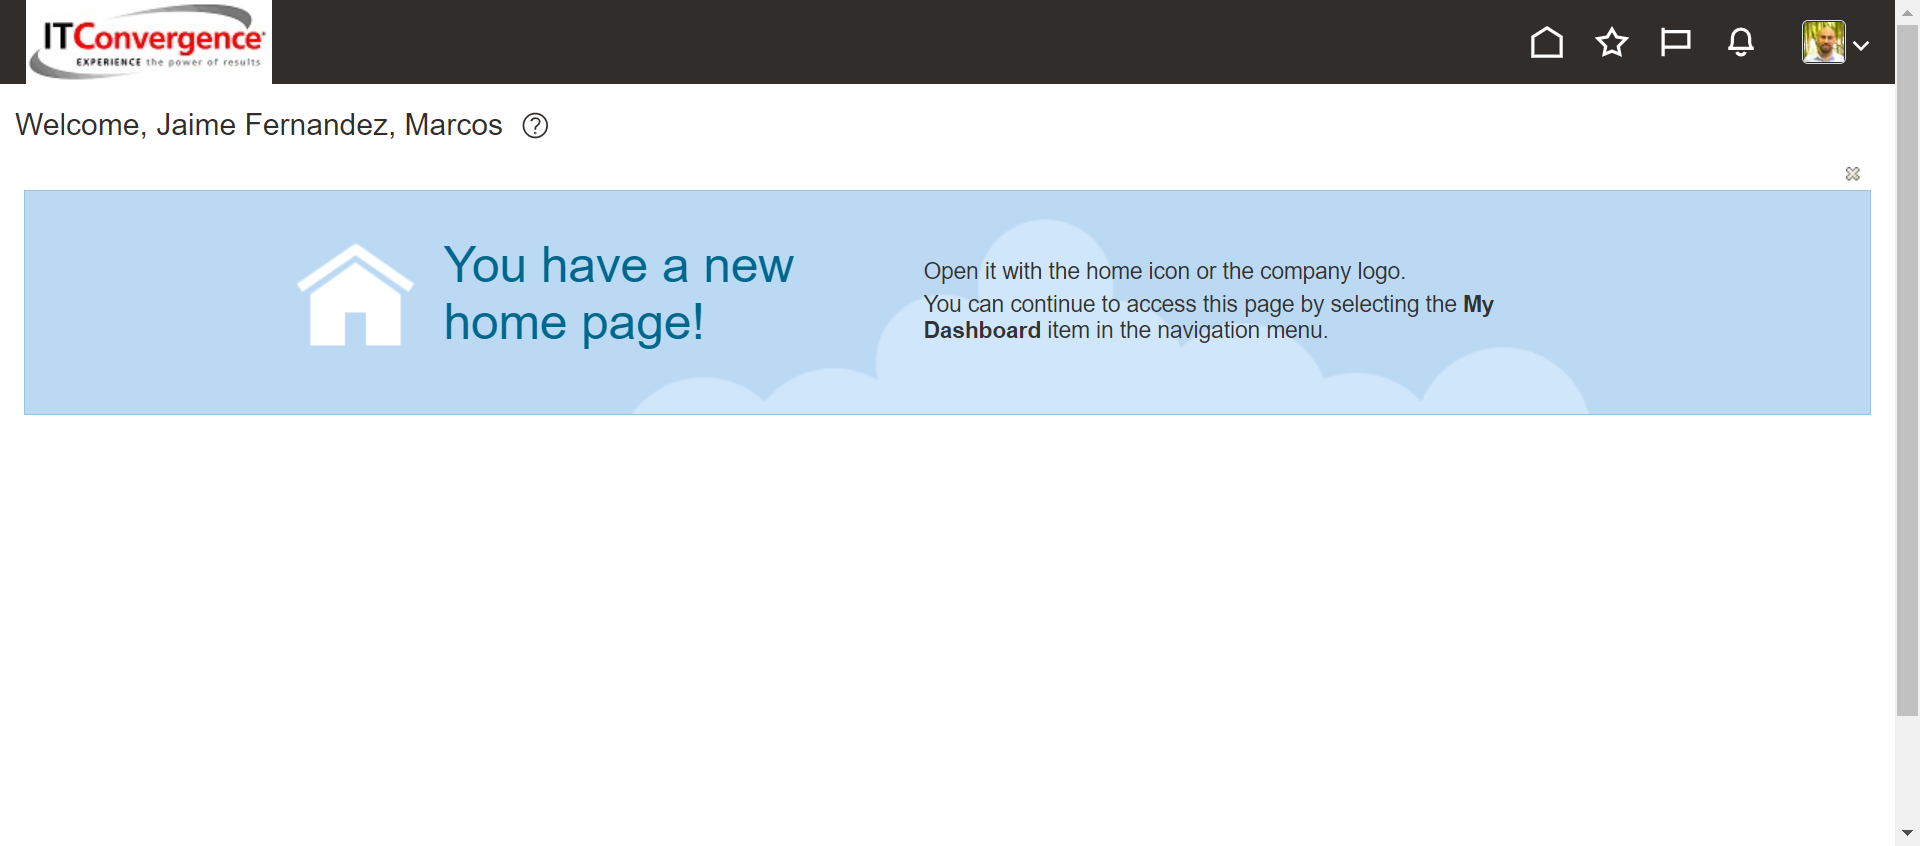 ITConvergence
EXPERIENCE the power of results
Welcome, Jaime Fernandez, Marcos
You have a new
home page!
Open it with the home icon or the company logo.
You can continue to access this page by selecting the My
Dashboard item in the navigation menu.